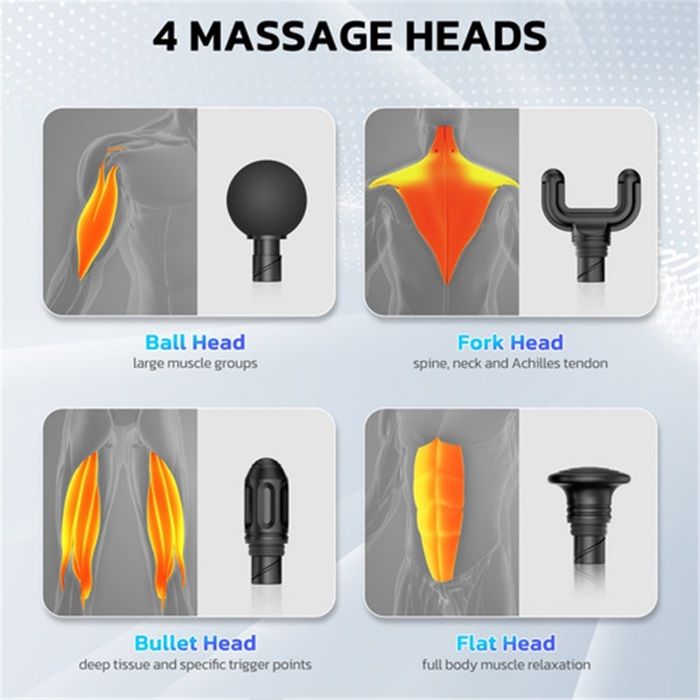 4 MASSAGE HEADS
Ball Head
large muscle groups
Fork Head
spine, neck and Achilles tendon
Bullet Head
deep tissue and specific trigger points
Flat Head
full body muscle relaxation